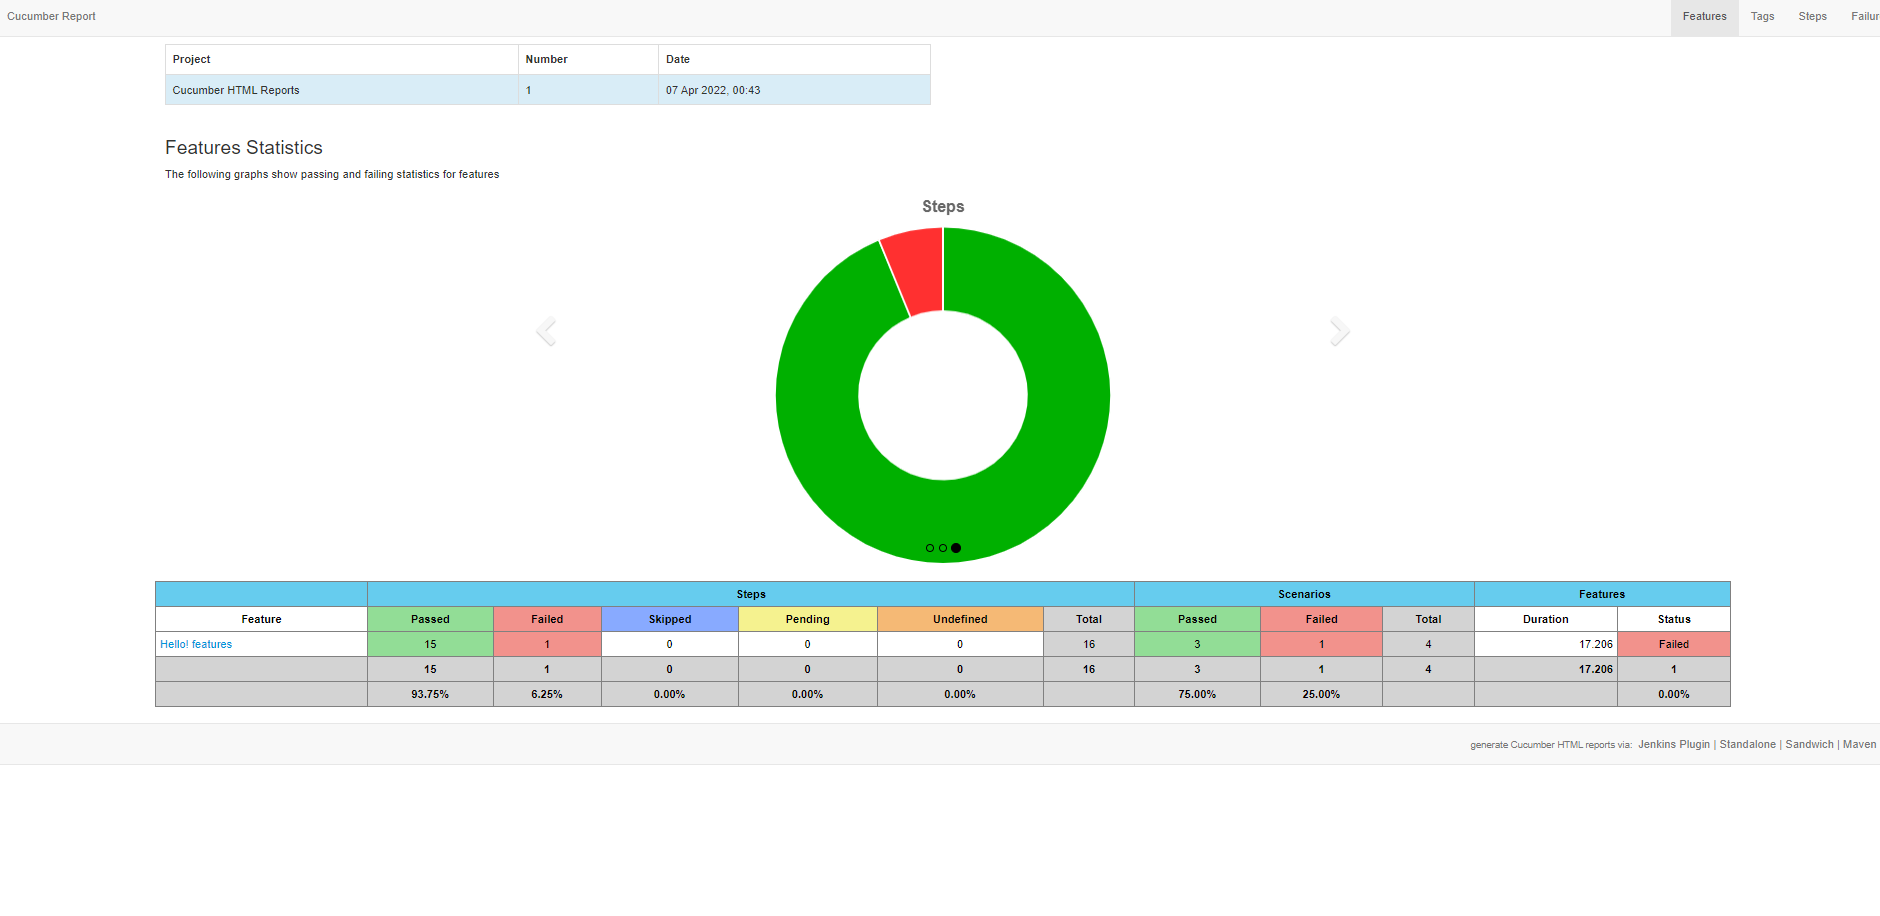 Cucumber Report Features Tags Steps Failur
Project Number Date
Cucumber HTML Reports 1 07 Apr 2022, 00:43
Features Statistics
The following graphs show passing and failing statistics for features
Steps
Steps Scenarios Features
Feature Passed Failed Skipped Pending Undefined Total Passed Failed Total Duration Status
Hello! features 15 1 0 0 0 16 3 1 4 17.206 Failed
15 1 0 0 0 16 3 1 4 17.206 1
93.75% 6.25% 0.00% 0.00% 0.00% 75.00% 25.00% 0.00%
generate Cucumber HTML reports via: Jenkins Plugin | Standalone | Sandwich | Maven